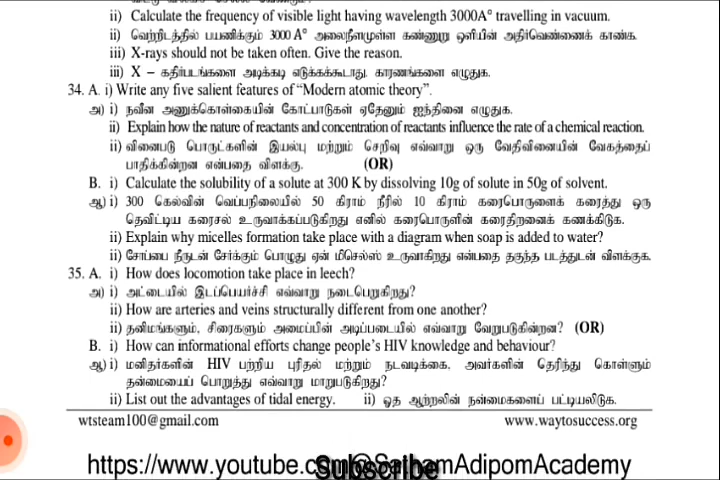 ii) Calculate the frequency of visible light having wavelength 3000A° travelling in vacuum.
ii) வெற்றிடத்தில் பயணிக்கும் 3000 A° அலைநீளமுள்ள கண்ணுறு ஒளியின் அதிர்வெண்ணைக் காண்க.
iii) X-rays should not be taken often. Give the reason.
iii) X – கதிர்படங்களை அடிக்கடி எடுக்கக்கூடாது. காரணங்களை எழுதுக.
34. A. i) Write any five salient features of “Modern atomic theory”.
அ) i) நவீன அணுக்கொள்கையின் கோட்பாடுகள் ஏதேனும் ஐந்தினை எழுதுக.
ii) Explain how the nature of reactants and concentration of reactants influence the rate of a chemical reaction.
ii) வினைபடு பொருட்களின் இயல்பு மற்றும் செறிவு எவ்வாறு ஒரு வேதிவினையின் வேகத்தைப்
பாதிக்கின்றன என்பதை விளக்கு. (OR)
B. i) Calculate the solubility of a solute at 300 K by dissolving 10g of solute in 50g of solvent.
ஆ) i) 300 கெல்வின் வெப்பநிலையில் 50 கிராம் நீரில் 10 கிராம் கரைபொருளைக் கரைத்து ஒரு
தெவிட்டிய கரைசல் உருவாக்கப்படுகிறது எனில் கரைபொருளின் கரைதிறனைக் கணக்கிடுக.
ii) Explain why micelles formation take place with a diagram when soap is added to water?
ii) சோப்பை நீருடன் சேர்க்கும் பொழுது ஏன் மிசெல்ஸ் உருவாகிறது என்பதை தகுந்த படத்துடன் விளக்குக.
35. A. i) How does locomotion take place in leech?
அ) i) அட்டையில் இடப்பெயர்ச்சி எவ்வாறு நடைபெறுகிறது?
ii) How are arteries and veins structurally different from one another?
ii) தமனிகளும், சிரைகளும் அமைப்பின் அடிப்படையில் எவ்வாறு வேறுபடுகின்றன? (OR)
B. i) How can informational efforts change people’s HIV knowledge and behaviour?
ஆ) i) மனிதர்களின் HIV பற்றிய புரிதல் மற்றும் நடவடிக்கை, அவர்களின் தெரிந்து கொள்ளும்
தன்மையைப் பொறுத்து எவ்வாறு மாறுபடுகிறது?
ii) List out the advantages of tidal energy. ii) ஓத ஆற்றலின் நன்மைகளைப் பட்டியலிடுக.
wtsteam100@gmail.com www.waytosuccess.org
Subscribe